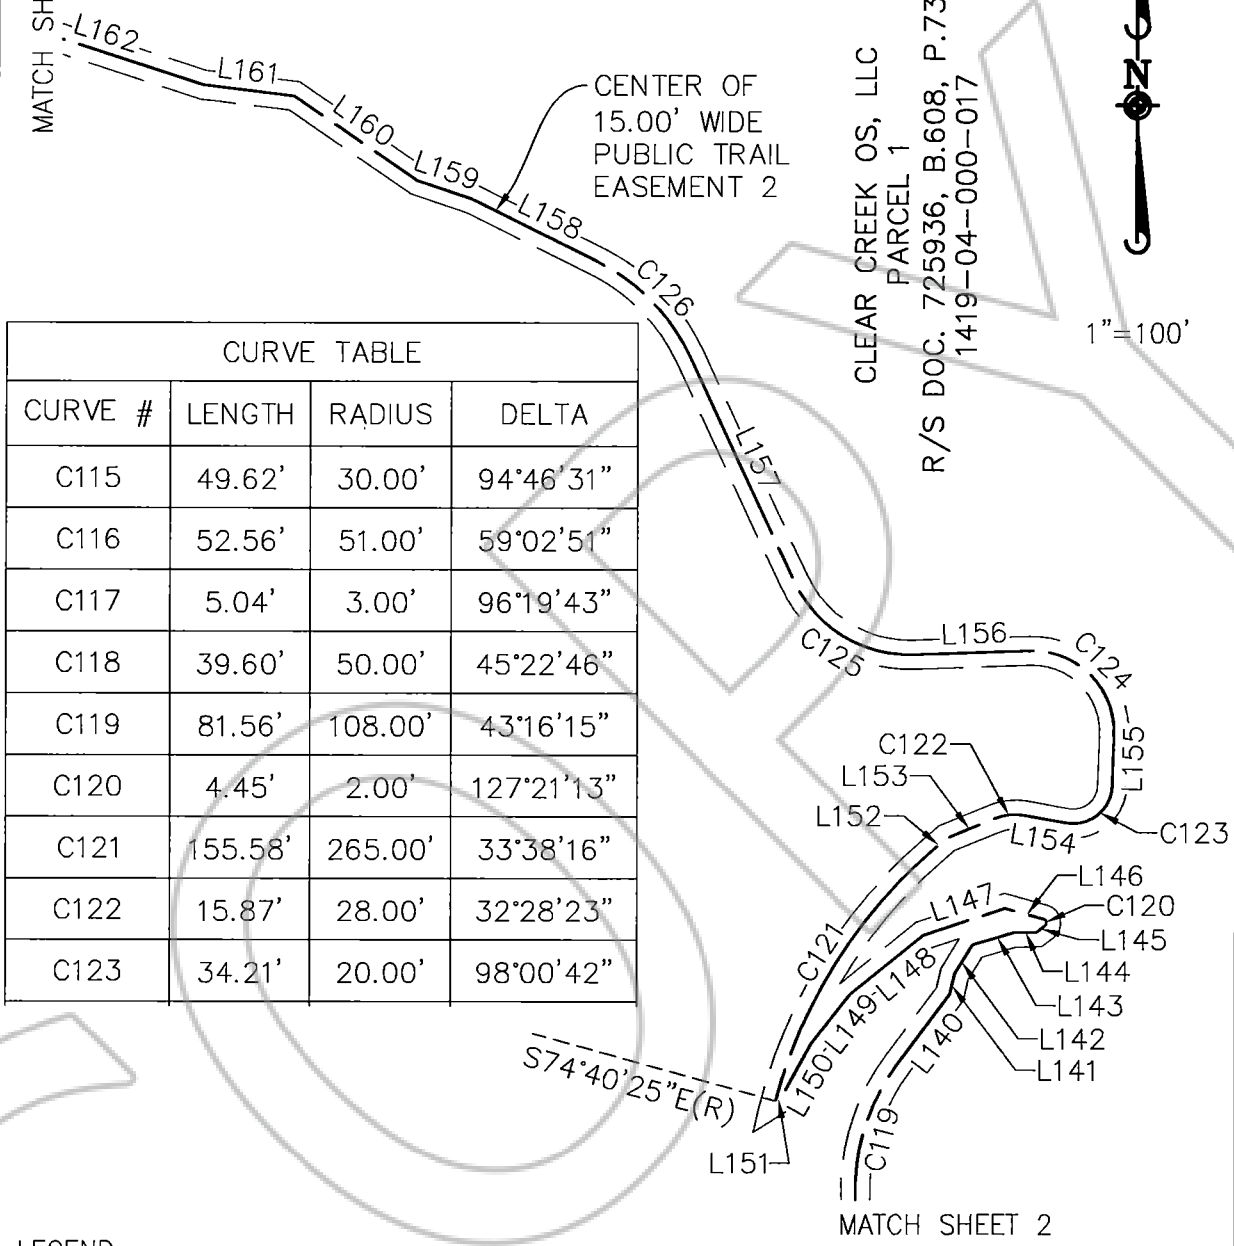 MATCH SH
L162
L161
L160
L159
L158
C126
CENTER OF
15.00' WIDE
PUBLIC TRAIL
EASEMENT 2
CLEAR CREEK OS, LLC
PARCEL 1
R/S DOC. 725936, B.608, P.73
1419-04-000-017
N
1"=100'
CURVE TABLE
CURVE # LENGTH RADIUS DELTA
C115 49.62' 30.00' 94°46'31"
C116 52.56' 51.00' 59°02'51"
C117 5.04' 3.00' 96°19'43"
C118 39.60' 50.00' 45°22'46"
C119 81.56' 108.00' 43°16'15"
C120 4.45' 2.00' 127°21'13"
C121 155.58' 265.00' 33°38'16"
C122 15.87' 28.00' 32°28'23"
C123 34.21' 20.00' 98°00'42"
L157
C125
L156
C124
L155
C122
L153
L152
L154
C123
L147
L146
C120
L145
L144
L143
L142
L141
C121
L148
L149
L140
L150
S74°40'25"E(R)
L151
C119
MATCH SHEET 2
LEGEND
COPY